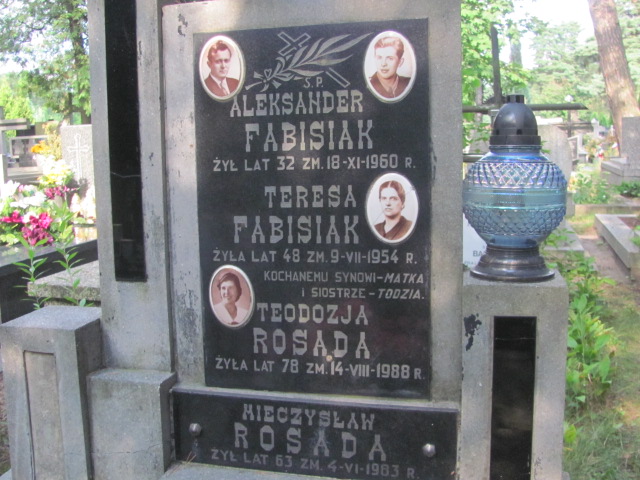 Ś.P.
ALEKSANDER
FABISIAK
ŻYŁ LAT 32 ZM. 18-XI-1960 R.
TERESA
FABISIAK
ŻYŁA LAT 48 ZM. 9-VII-1954 R.
KOCHANEMU SYNOWI-MATKA
I SIOSTRZE-TODZIA.
TEODOZJA
ROSADA
ŻYŁA LAT 78 ZM. 14-VIII-1988 R.
MIECZYSŁAW
ROSADA
ŻYŁ LAT 63 ZM. 4-VI-1983 R.